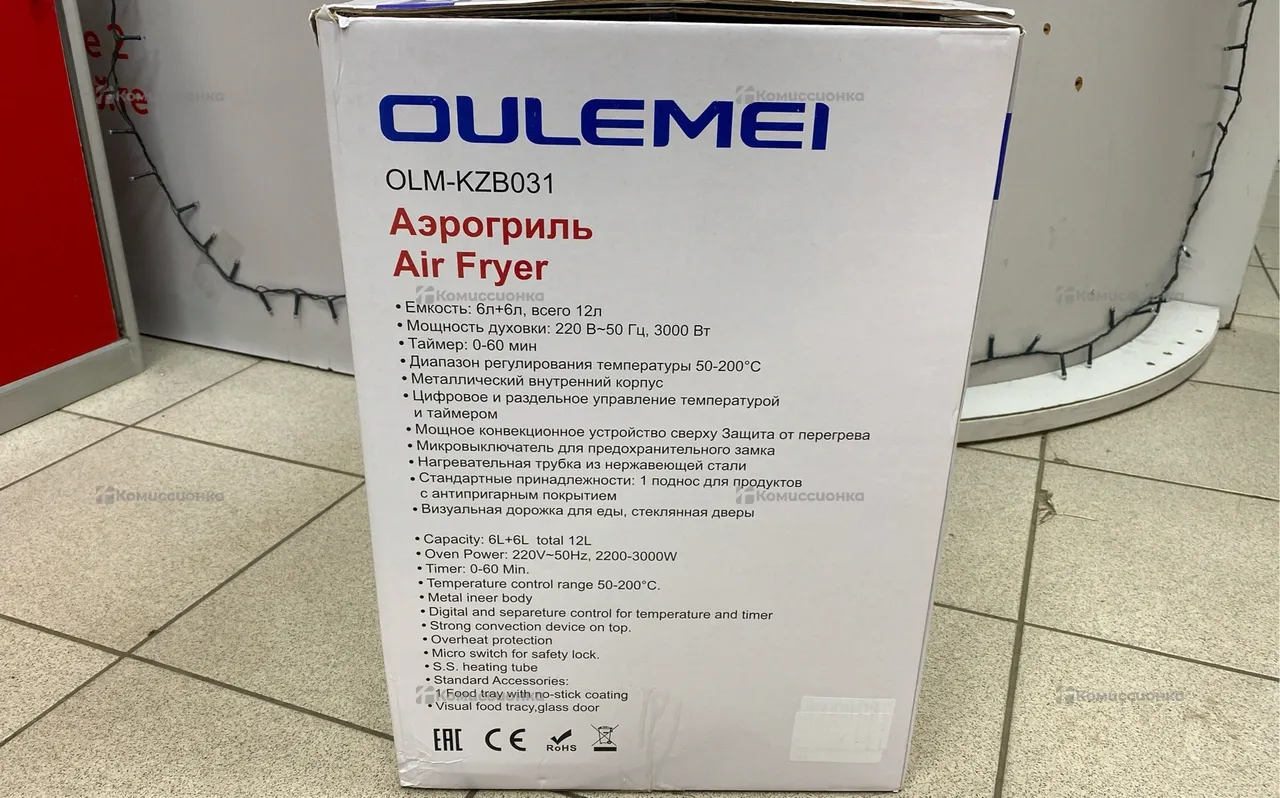 OULEMEI
OLM-KZB031
Аэрогриль
Air Fryer
• Емкость: 6л+6л, всего 12л
• Мощность духовки: 220 В~50 Гц, 3000 Вт
• Таймер: 0-60 мин
• Диапазон регулирования температуры 50-200°C
• Металлический внутренний корпус
• Цифровое и раздельное управление температурой
и таймером
• Мощное конвекционное устройство сверху Защита от перегрева
• Микровыключатель для предохранительного замка
• Нагревательная трубка из нержавеющей стали
• Стандартные принадлежности: 1 поднос для продуктов
с антипригарным покрытием
• Визуальная дорожка для еды, стеклянная дверы
• Capacity: 6L+6L total 12L
• Oven Power: 220V~50Hz, 2200-3000W
• Timer: 0-60 Min.
• Temperature control range 50-200°C.
• Metal ineer body
• Digital and separeture control for temperature and timer
• Strong convection device on top.
• Overheat protection
• Micro switch for safety lock.
• S.S. heating tube
• Standard Accessories:
1 Food tray with no-stick coating
• Visual food tracy,glass door
EAC CE RoHS
Комиссионка
Комиссионка
Комиссионка
Комиссионка
Комиссионка
Комиссионка
Комиссионка
Комиссионка